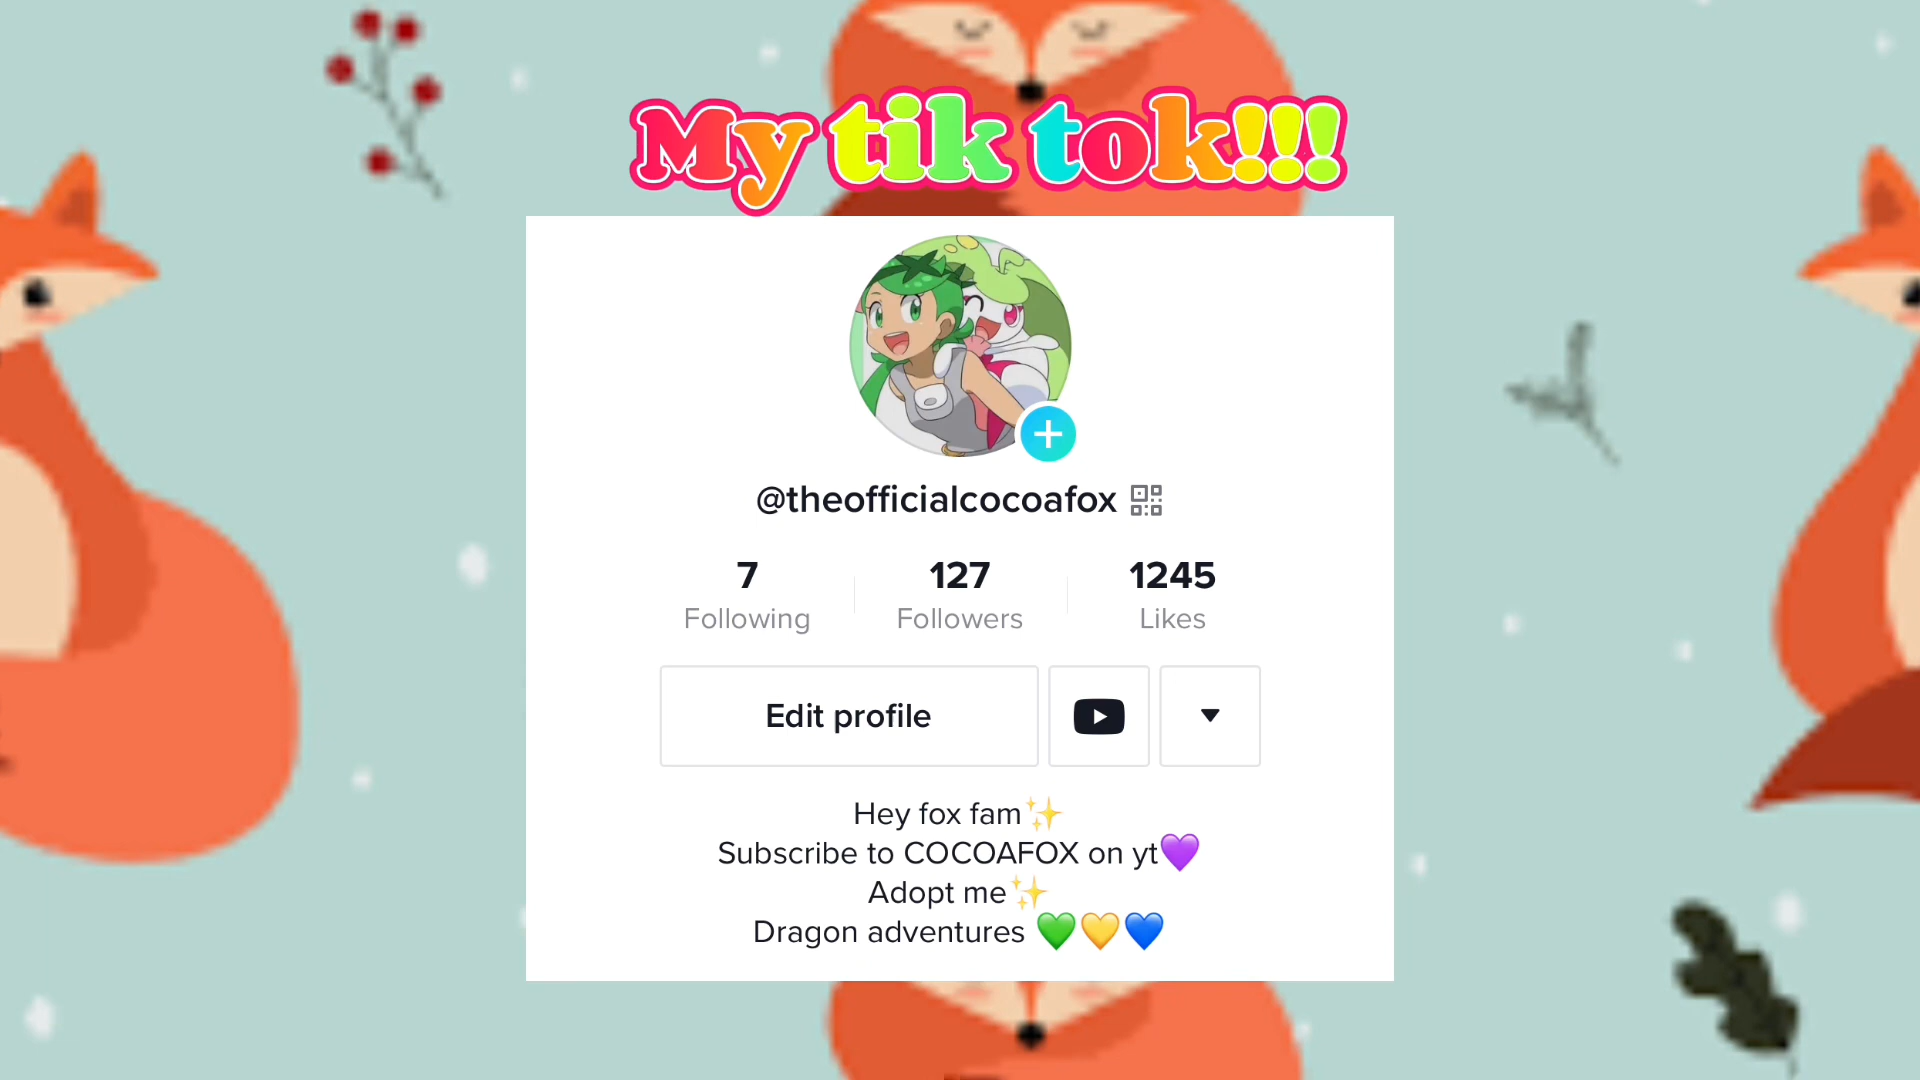 My tik tok!!!
@theofficialcocoafox
7 127 1245
Following Followers Likes
Edit profile
Hey fox fam✨
Subscribe to COCOAFOX on yt💜
Adopt me✨
Dragon adventures 💚💛💙